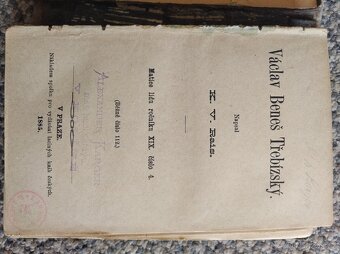 Václav Beneš Třebízský.
Napsal
K. V. Rais.
Matice lidu ročníku XIX. číslo 4.
(Běžné číslo 112.)
V PRAZE.
Nákladem spolku pro vydávání laciných knih českých.
1885.